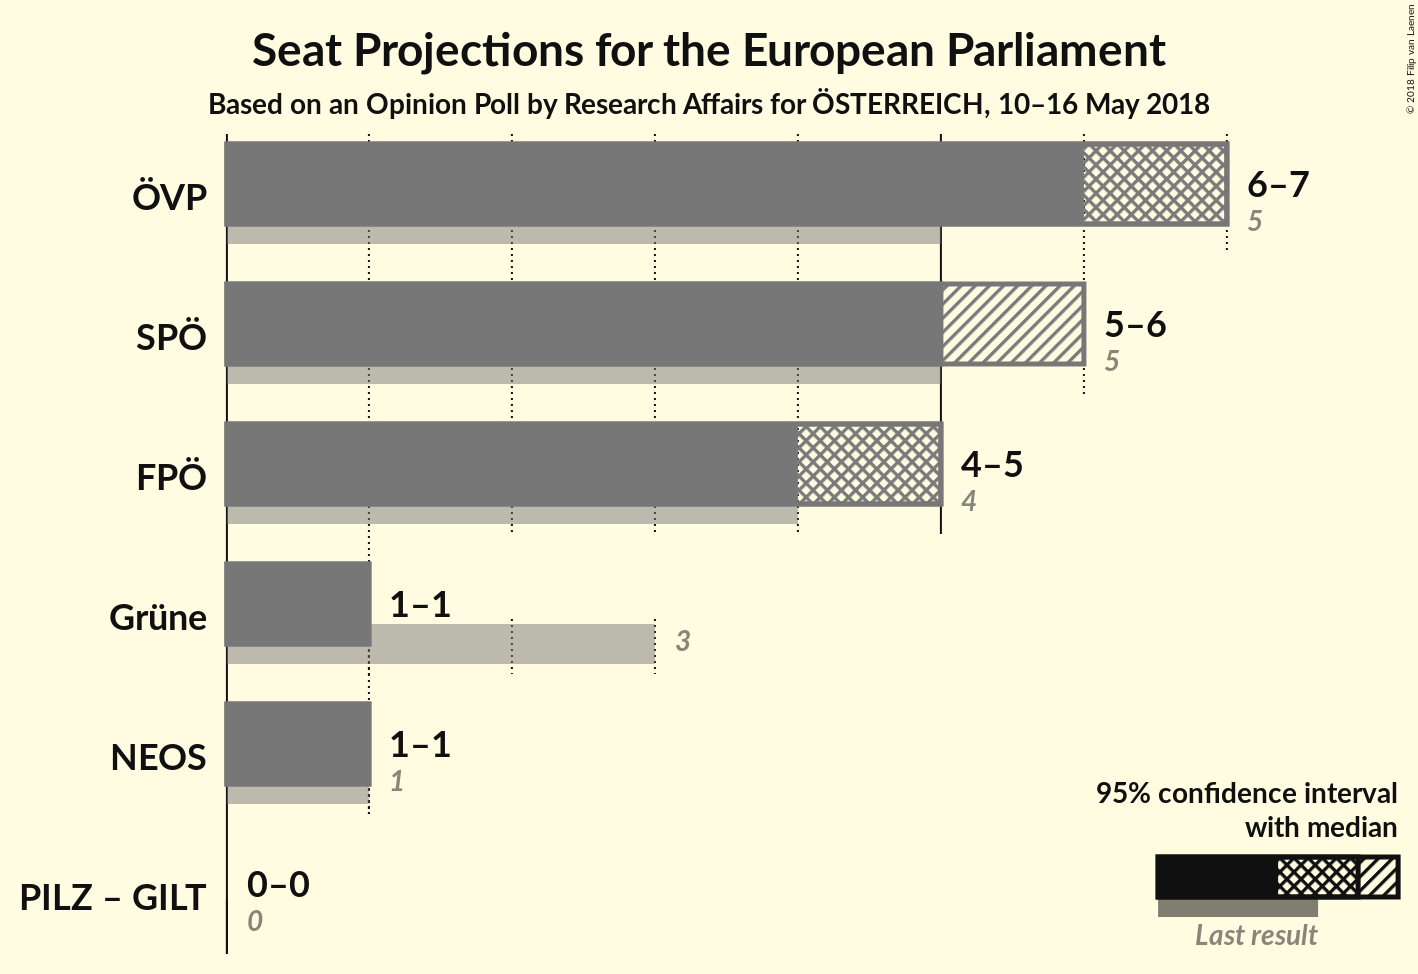 Seat Projections for the European Parliament
Based on an Opinion Poll by Research Affairs for ÖSTERREICH, 10–16 May 2018
© 2018 Filip van Laenen
ÖVP
6–7
5
SPÖ
5–6
5
FPÖ
4–5
4
Grüne
1–1
3
NEOS
1–1
1
PILZ – GILT
0–0
0
95% confidence interval
with median
Last result